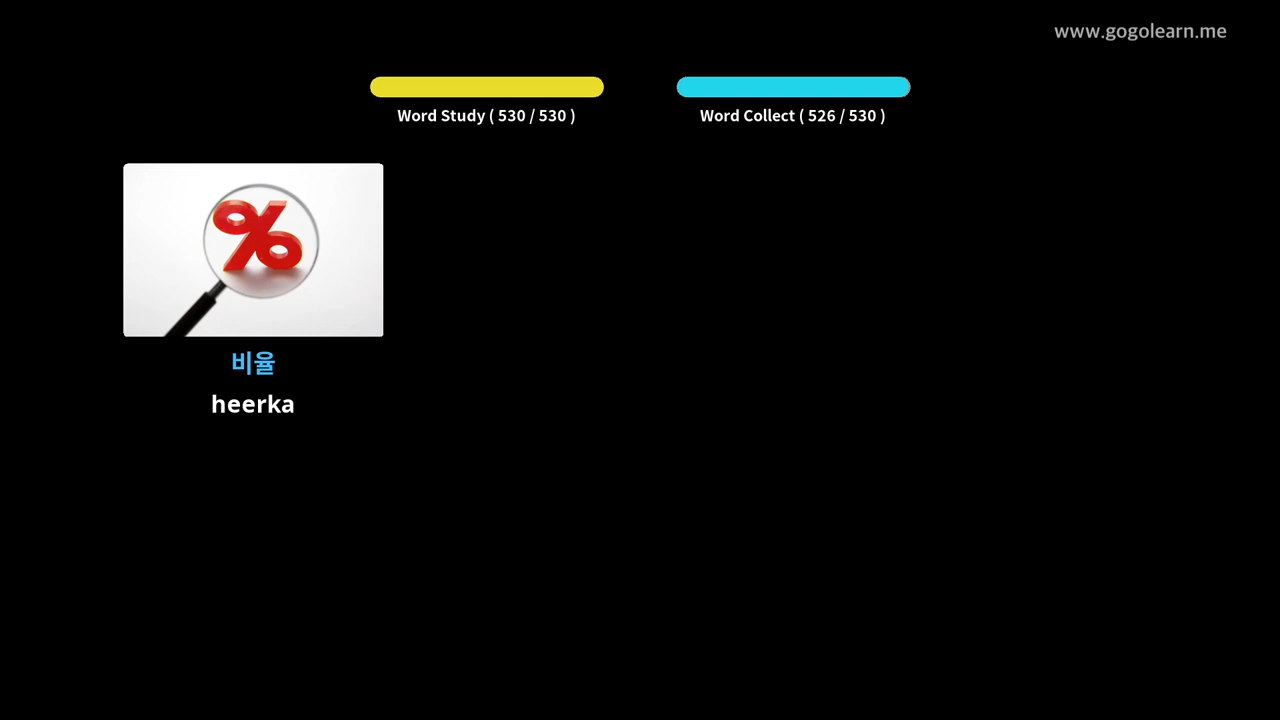 www.gogolearn.me
Word Study ( 530 / 530 )
Word Collect ( 526 / 530 )
%
비율
heerka